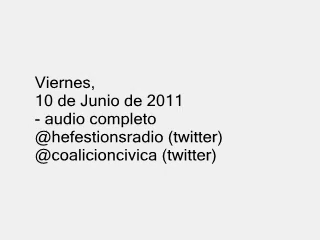 Viernes,
10 de Junio de 2011
- audio completo
@hefestionsradio (twitter)
@coalicioncivica (twitter)